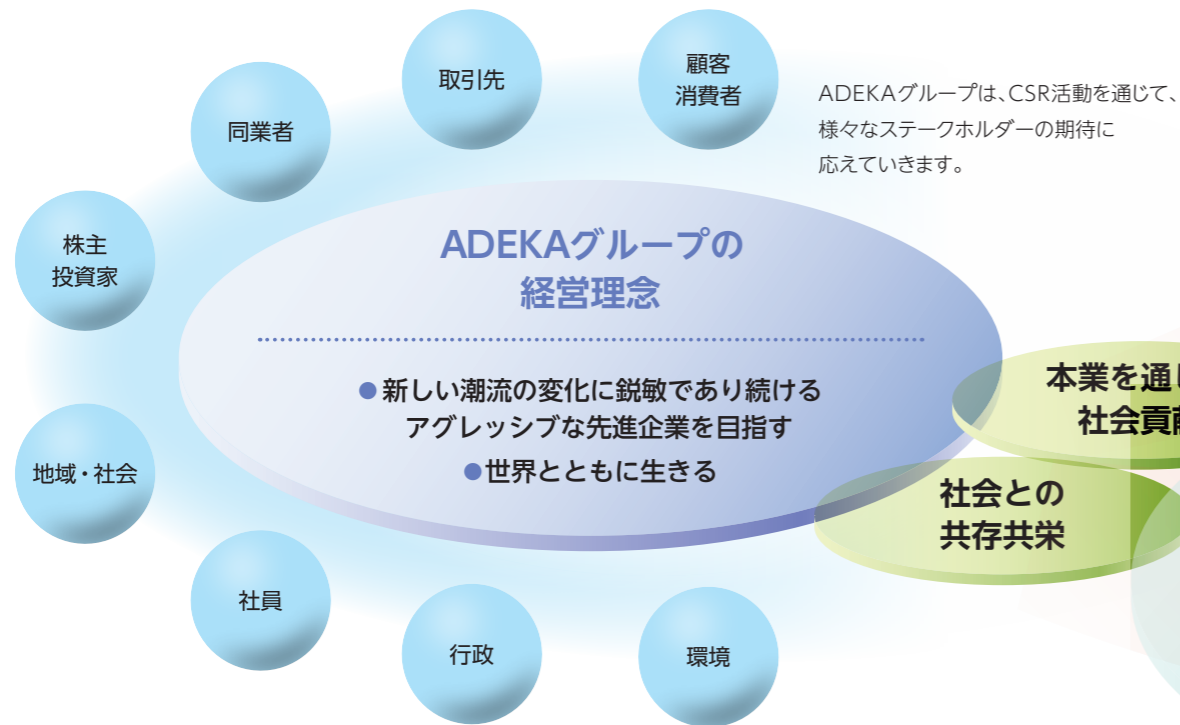 取引先
顧客
消費者
ADEKAグループは、CSR活動を通じて、
様々なステークホルダーの期待に
応えていきます。
同業者
株主
投資家
ADEKAグループの
経営理念
●新しい潮流の変化に鋭敏であり続ける
アグレッシブな先進企業を目指す
●世界とともに生きる
本業を通じ
社会貢献
地域・社会
社会との
共存共栄
社員
行政
環境